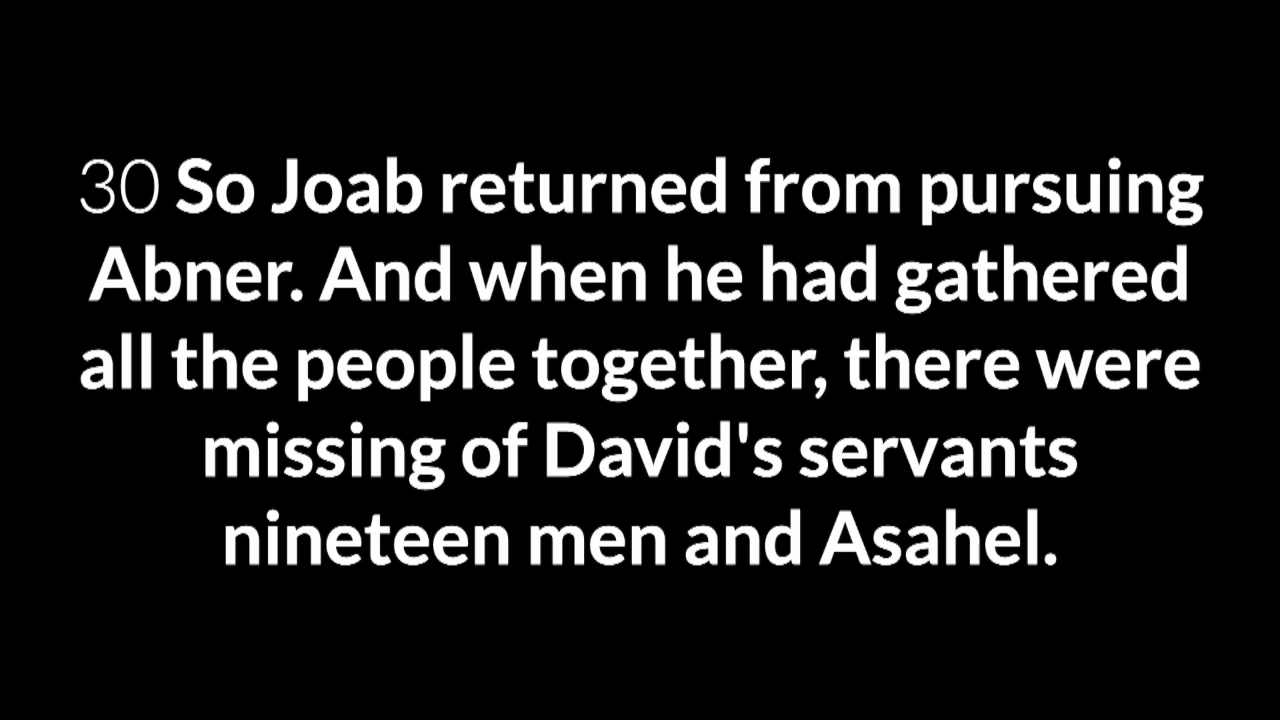 30 So Joab returned from pursuing
Abner. And when he had gathered
all the people together, there were
missing of David's servants
nineteen men and Asahel.